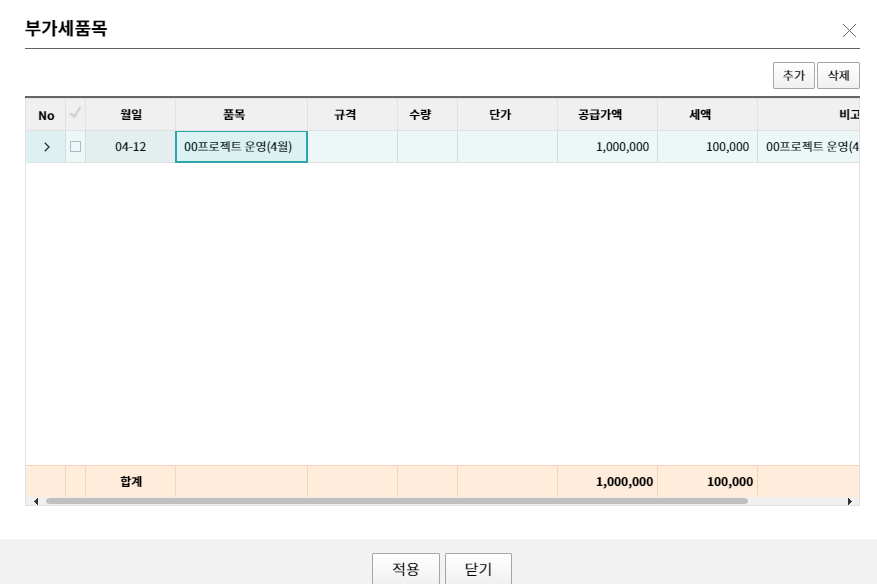 부가세품목
추가 삭제
No 월일 품목 규격 수량 단가 공급가액 세액 비고
04-12 00프로젝트 운영(4월) 1,000,000 100,000 00프로젝트 운영(4
합계 1,000,000 100,000
적용 닫기